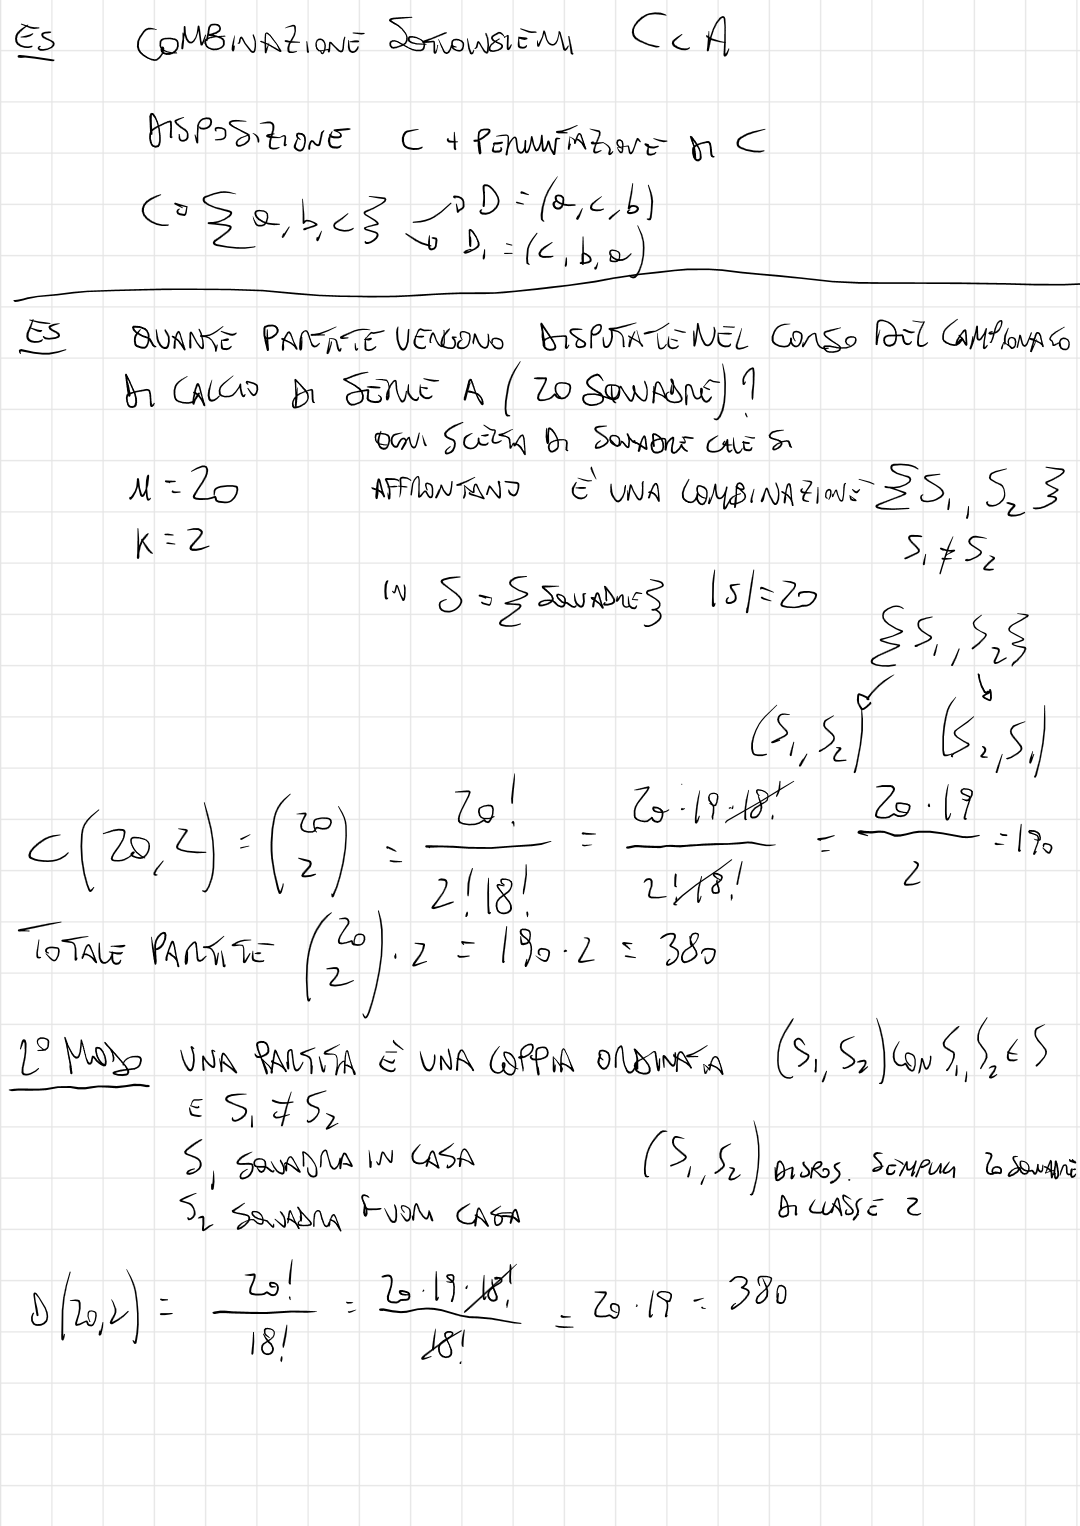 ES COMBINAZIONE SOTTOINSIEMI C ⊂ A
DISPOSIZIONE C + PERMUTAZIONE DI C
C = {a, b, c} → D = (a, c, b)
→ D₁ = (c, b, a)
ES QUANTE PARTITE VENGONO DISPUTATE NEL CORSO DEL CAMPIONATO
DI CALCIO DI SERIE A (20 SQUADRE)?
OGNI SCELTA DI SQUADRE CHE SI
n = 20 AFFRONTANO È UNA COMBINAZIONE {S₁, S₂}
K = 2 S₁ ≠ S₂
IN S = {SQUADRE} |S| = 20
{S₁, S₂}
(S₁, S₂) (S₂, S₁)
C(20, 2) = (20 2) = 20! / 2! 18! = 20 · 19 · 18! / 2! 18! = 20 · 19 / 2 = 190
TOTALE PARTITE (20 2) · 2 = 190 · 2 = 380
2° MODO UNA PARTITA È UNA COPPIA ORDINATA (S₁, S₂) CON S₁, S₂ ∈ S
E S₁ ≠ S₂
S₁ SQUADRA IN CASA (S₁, S₂) DISPOS. SEMPLICI 20 SQUADRE
S₂ SQUADRA FUORI CASA DI CLASSE 2
D(20, 2) = 20! / 18! = 20 · 19 · 18! / 18! = 20 · 19 = 380